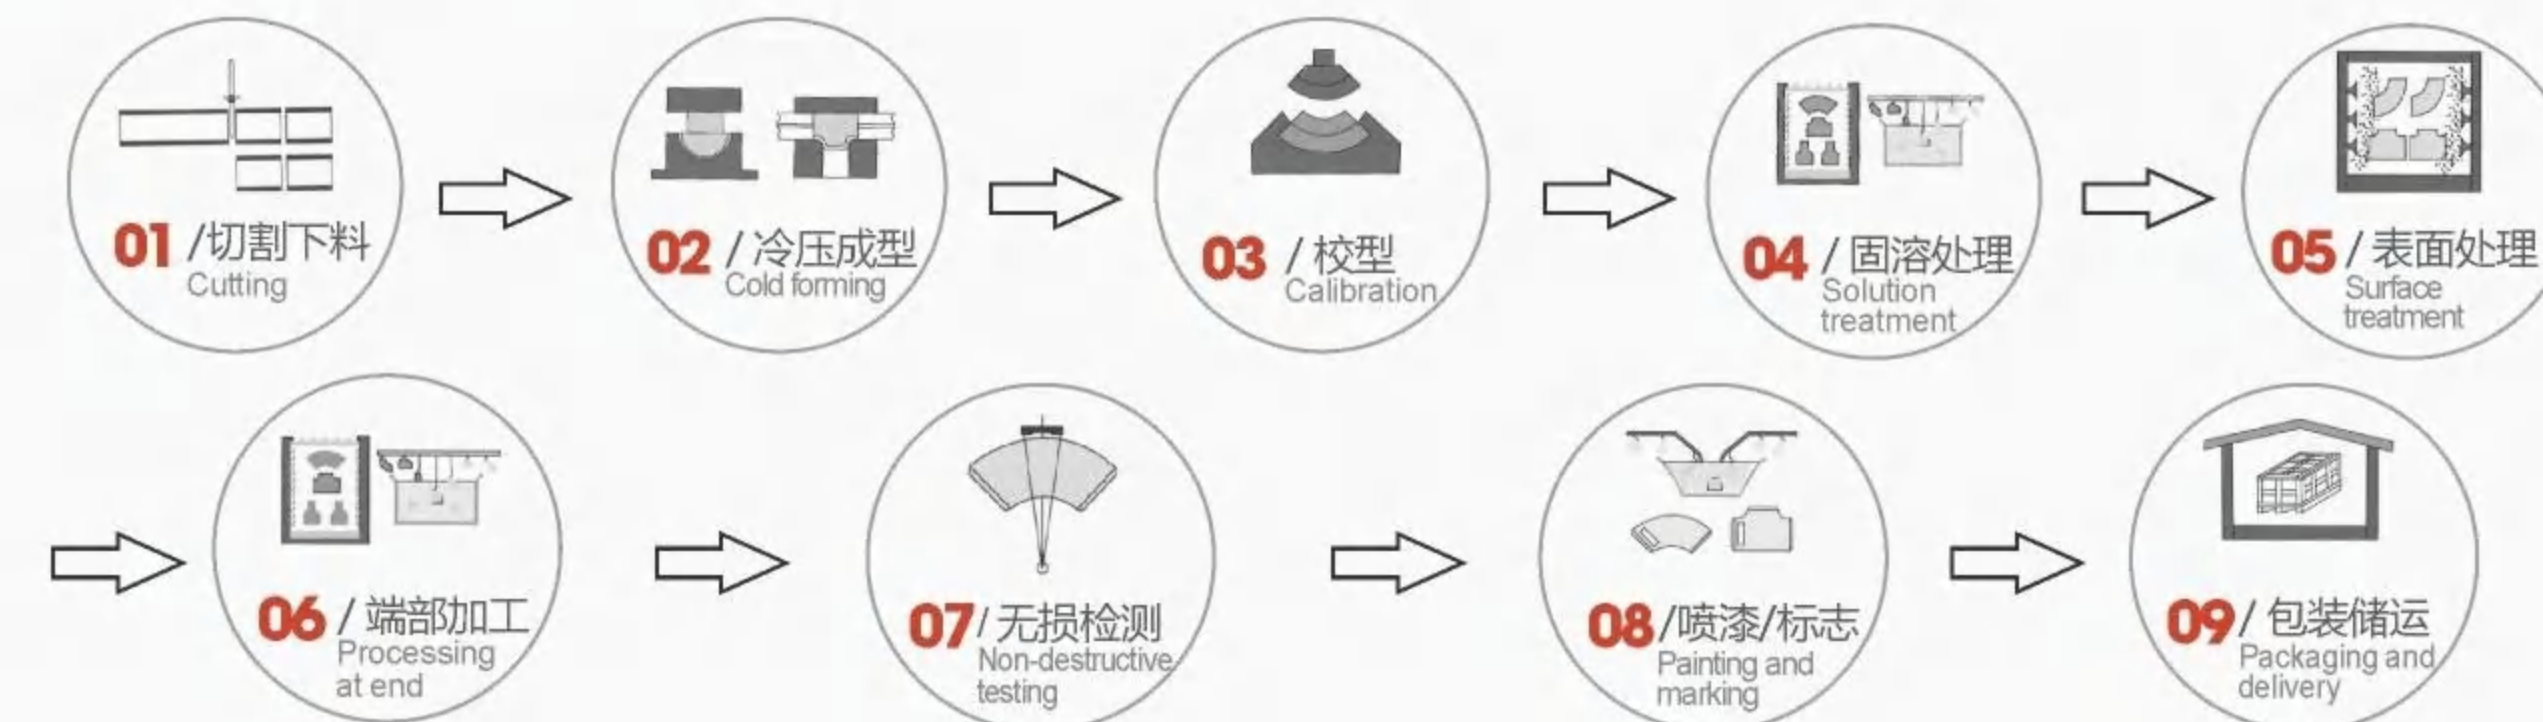 01 /切割下料
Cutting
02 / 冷压成型
Cold forming
03 / 校型
Calibration
04 / 固溶处理
Solution
treatment
05 / 表面处理
Surface
treatment
06 / 端部加工
Processing
at end
07 / 无损检测
Non-destructive
testing
08 /喷漆/标志
Painting and
marking
09 / 包装储运
Packaging and
delivery